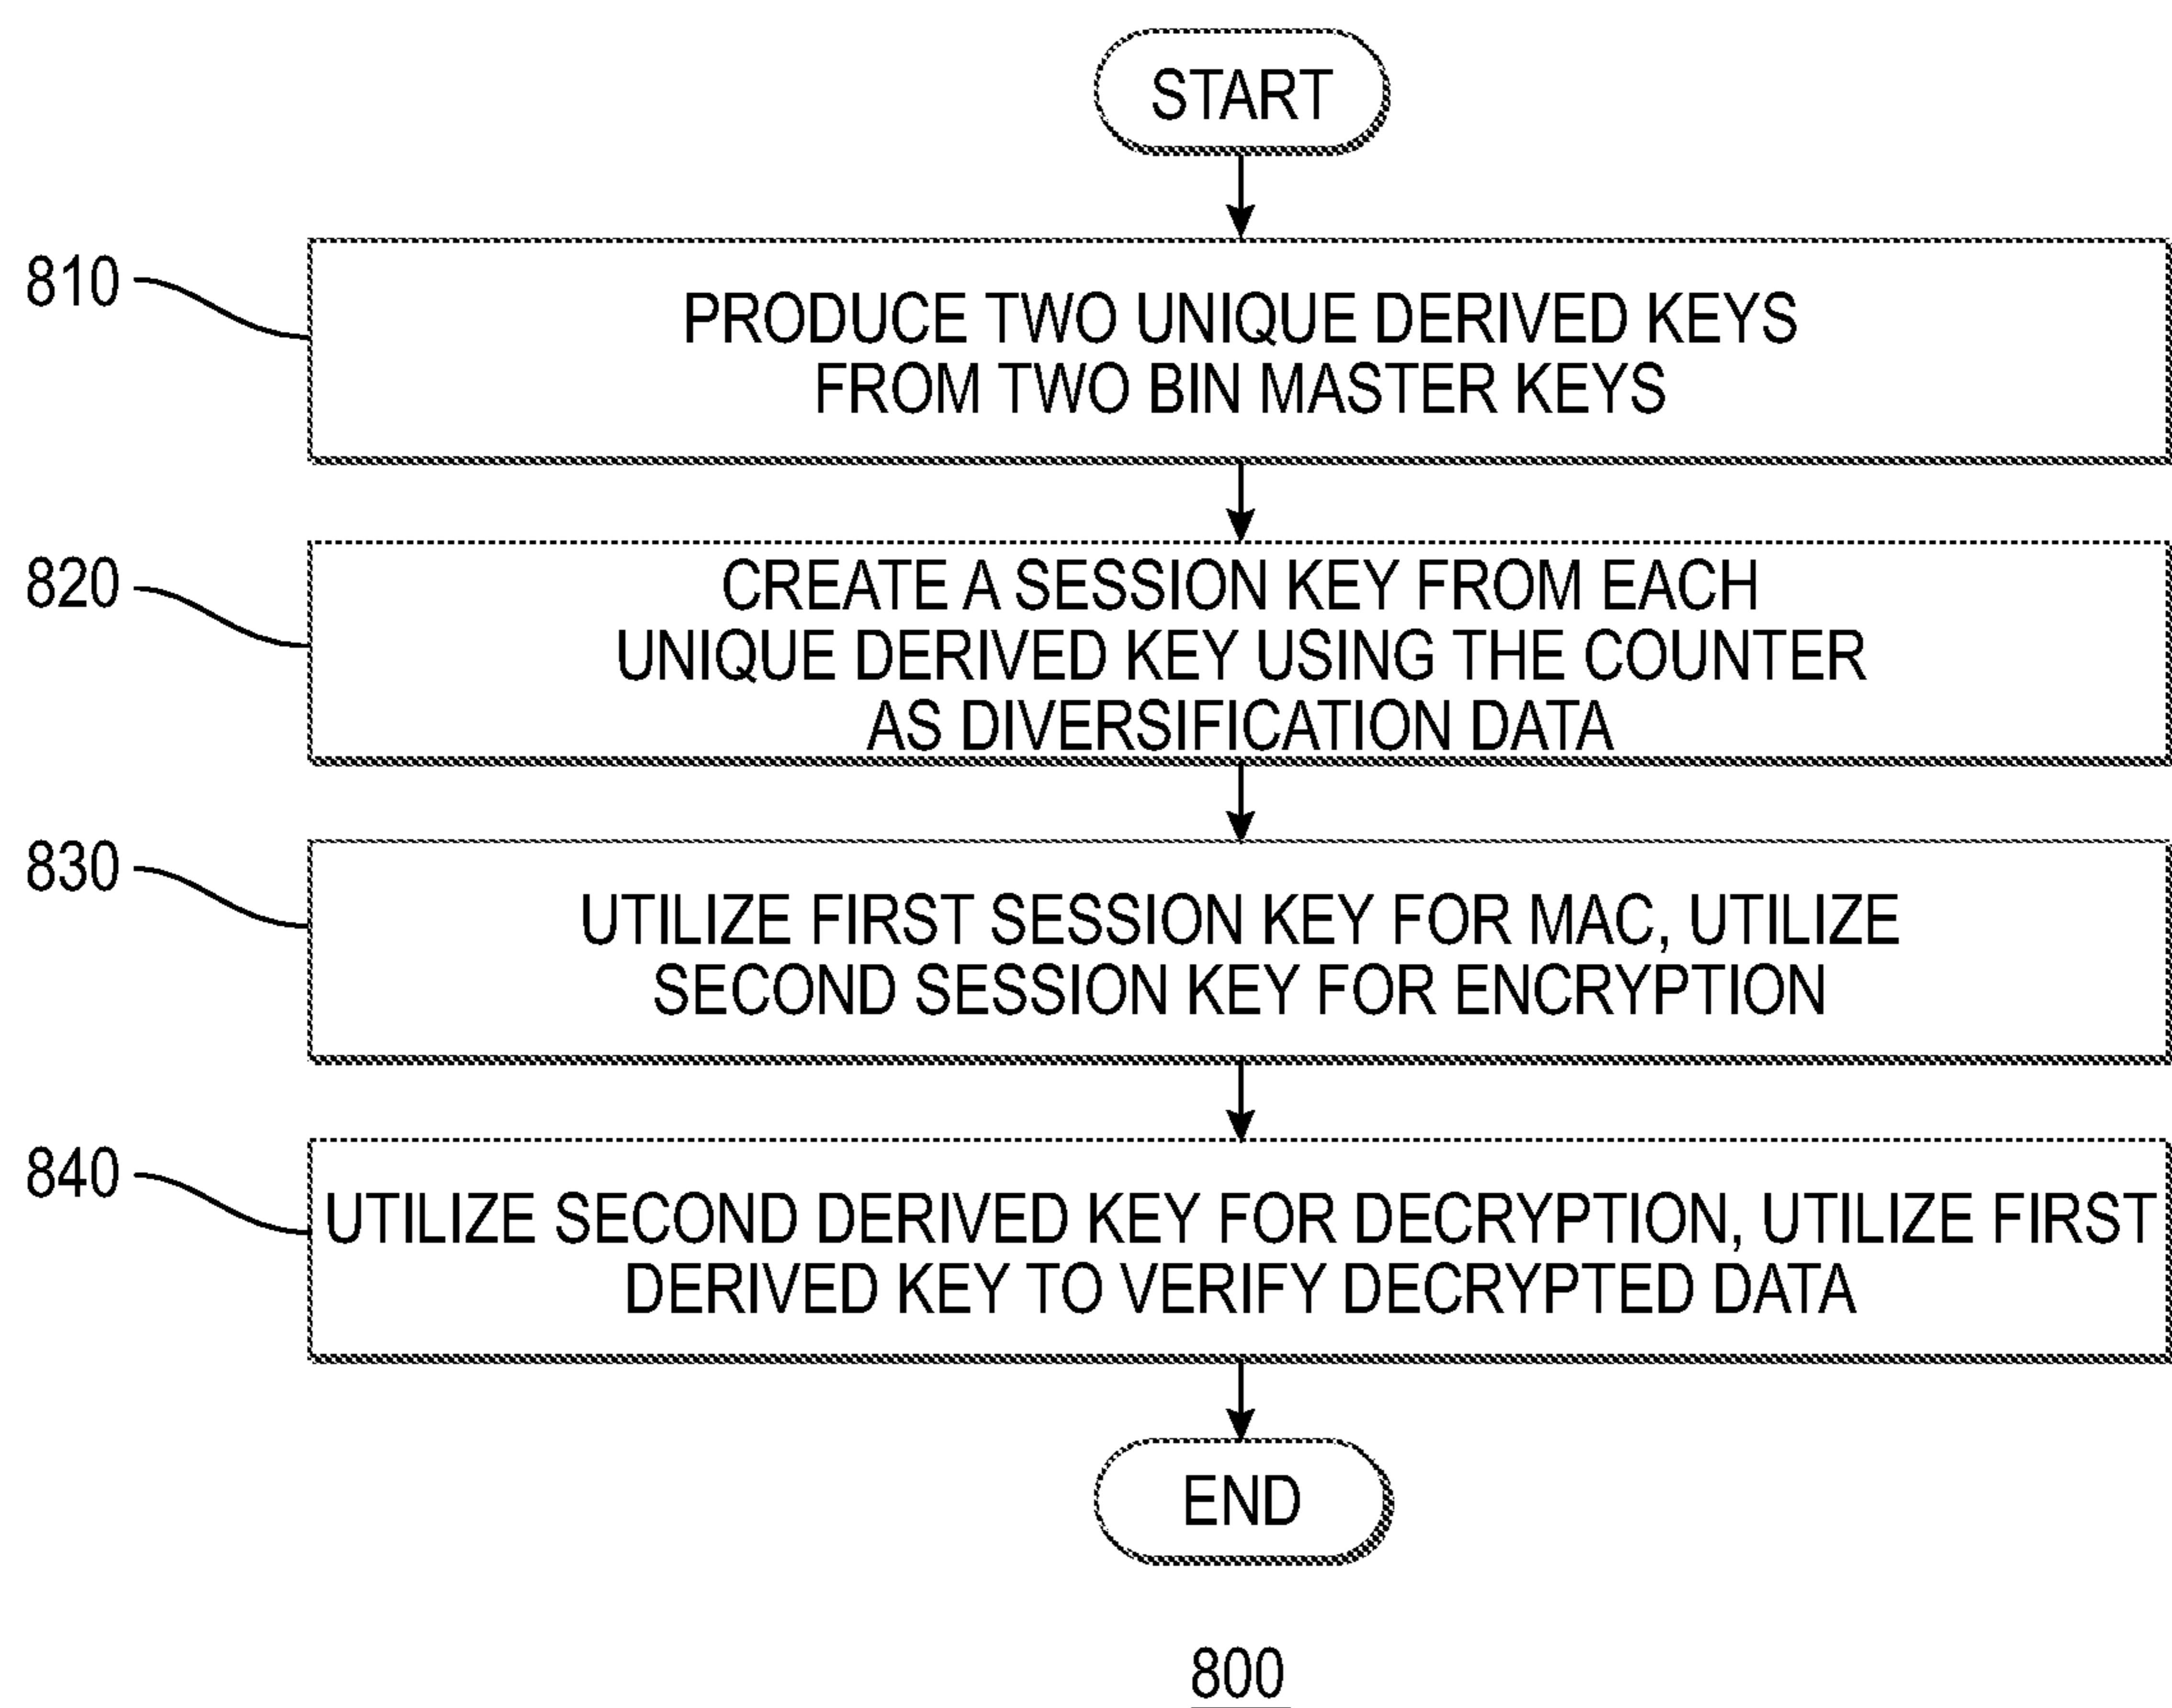 START
810
PRODUCE TWO UNIQUE DERIVED KEYS
FROM TWO BIN MASTER KEYS
820
CREATE A SESSION KEY FROM EACH
UNIQUE DERIVED KEY USING THE COUNTER
AS DIVERSIFICATION DATA
830
UTILIZE FIRST SESSION KEY FOR MAC, UTILIZE
SECOND SESSION KEY FOR ENCRYPTION
840
UTILIZE SECOND DERIVED KEY FOR DECRYPTION, UTILIZE FIRST
DERIVED KEY TO VERIFY DECRYPTED DATA
END
800